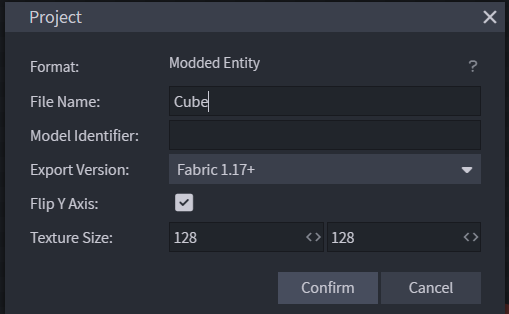 Project
Format: Modded Entity ?
File Name: Cube
Model Identifier:
Export Version: Fabric 1.17+
Flip Y Axis:
Texture Size: 128 128
Confirm Cancel